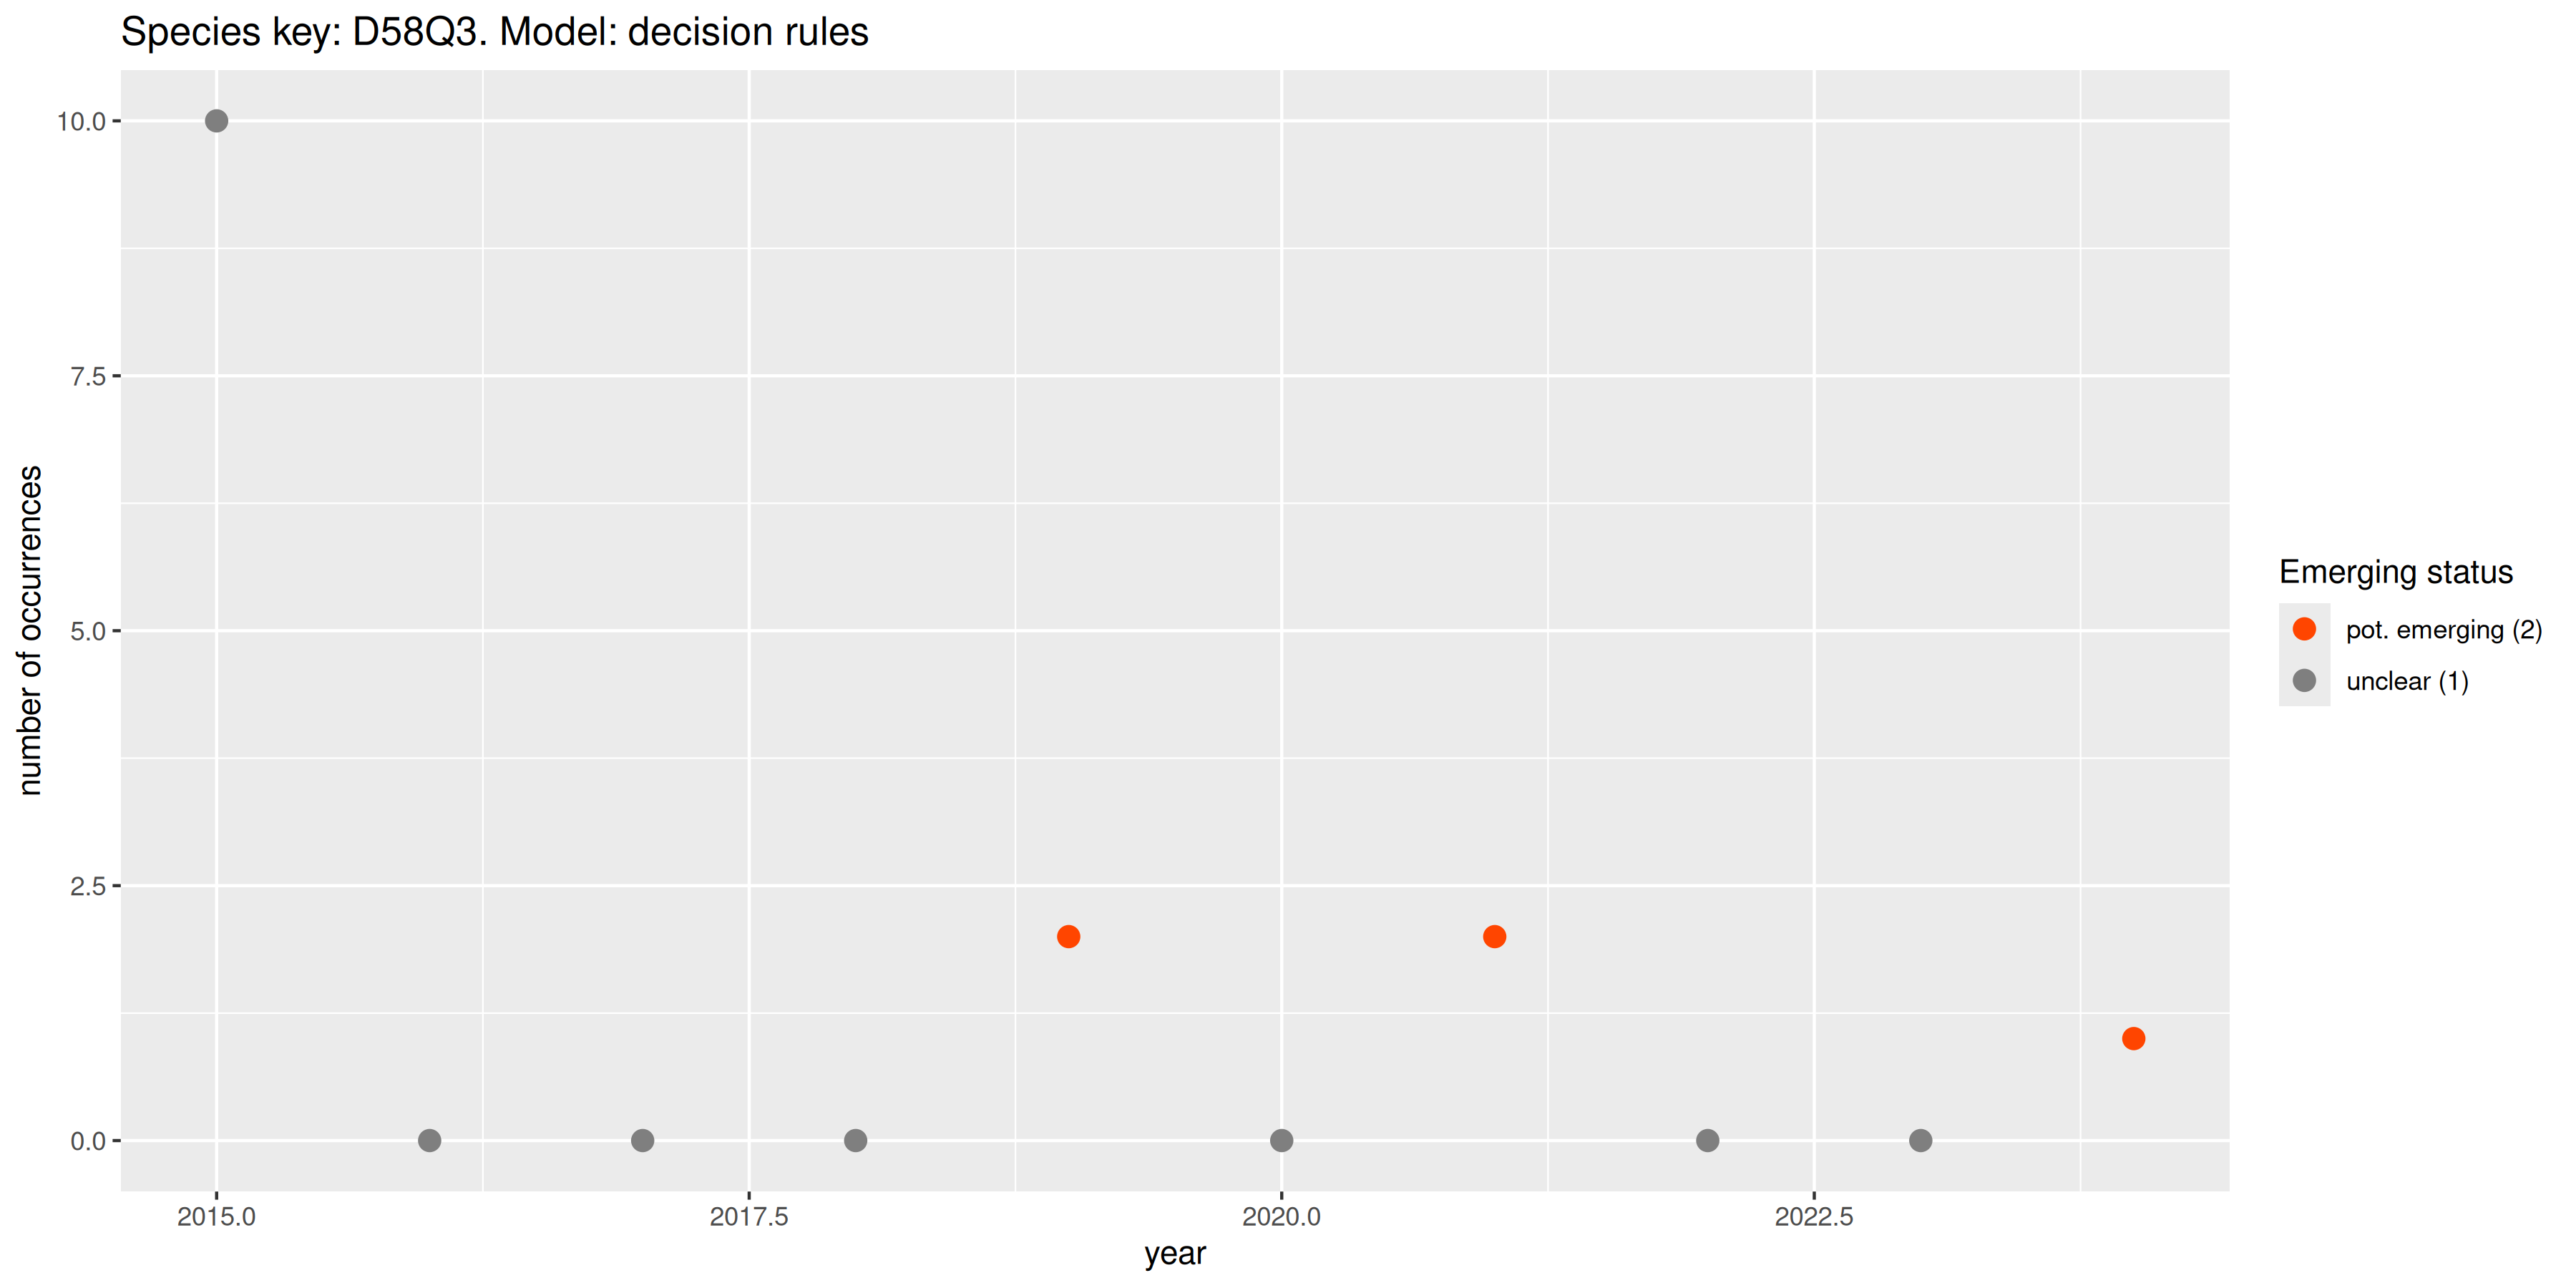 Species key: D58Q3. Model: decision rules
10.0
7.5
5.0
2.5
0.0
number of occurrences
2015.0
2017.5
2020.0
2022.5
year
Emerging status
pot. emerging (2)
unclear (1)